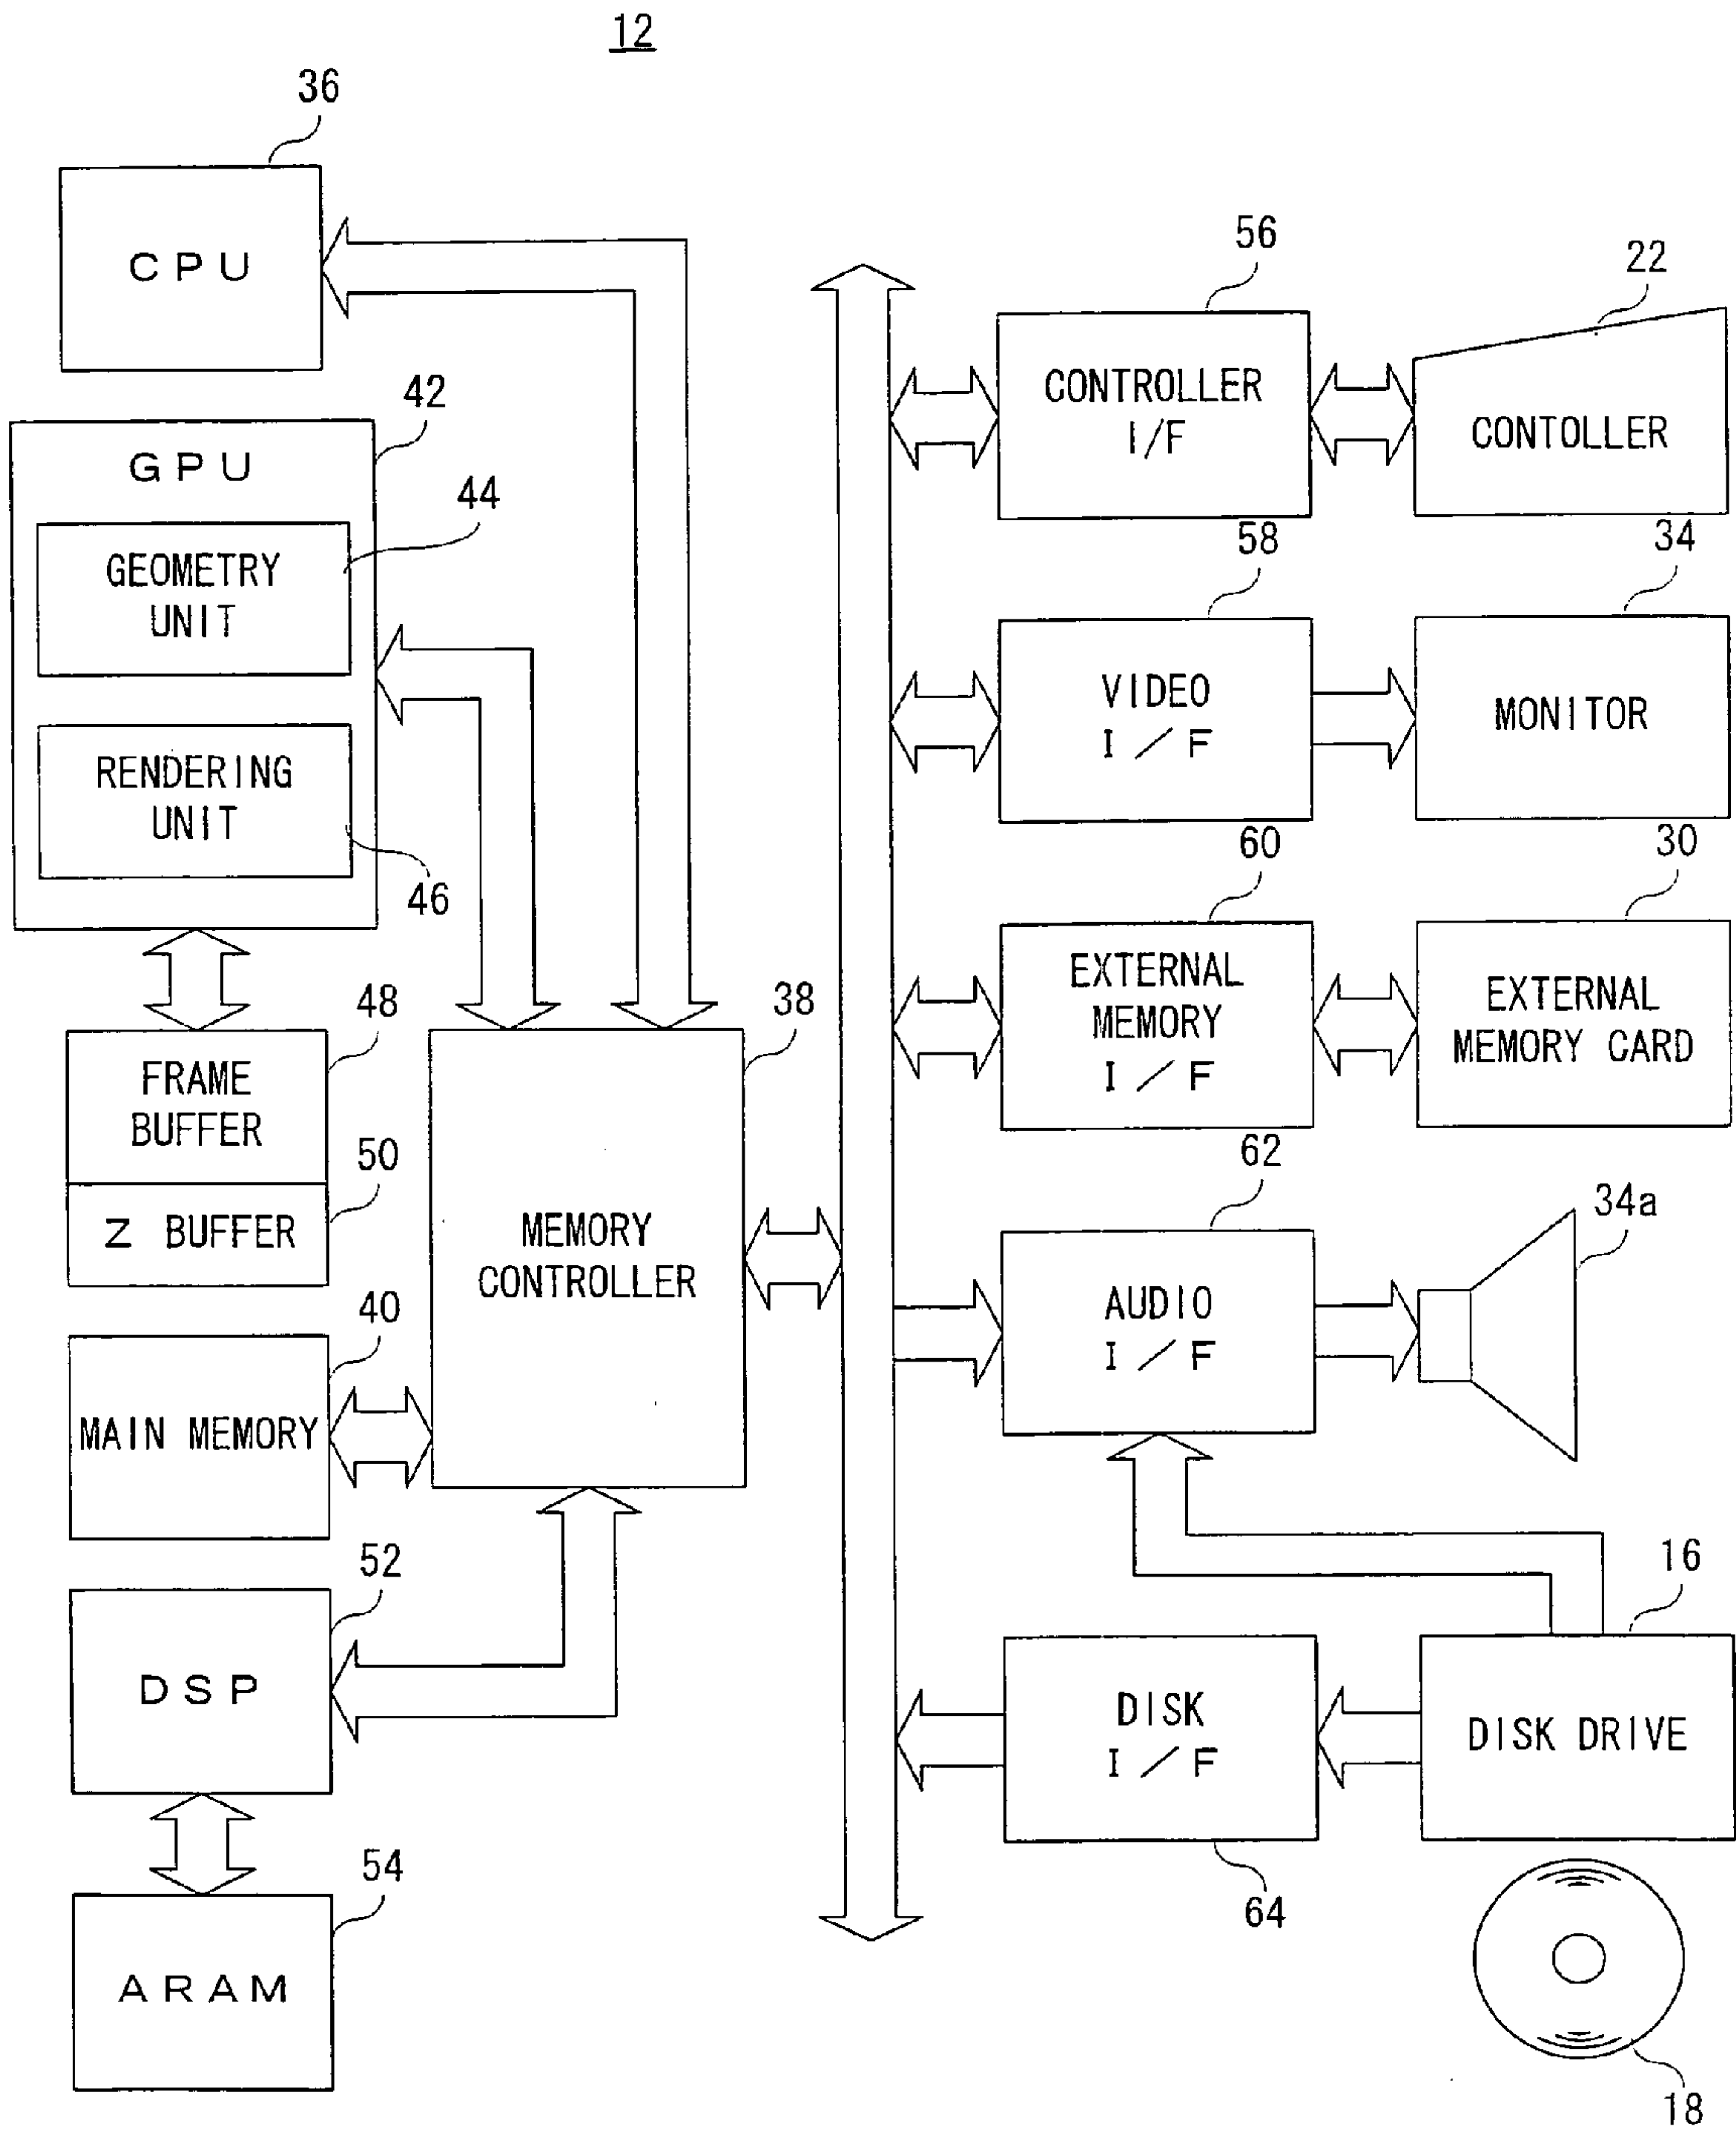 12
36
CPU
42
GPU
44
GEOMETRY
UNIT
RENDERING
UNIT
46
48
FRAME
BUFFER
50
Z BUFFER
40
MAIN MEMORY
52
DSP
54
ARAM
38
MEMORY
CONTROLLER
56
CONTROLLER
I/F
22
CONTOLLER
58
VIDEO
I/F
34
MONITOR
60
EXTERNAL
MEMORY
I/F
30
EXTERNAL
MEMORY CARD
62
AUDIO
I/F
34a
16
DISK
I/F
64
DISK DRIVE
18